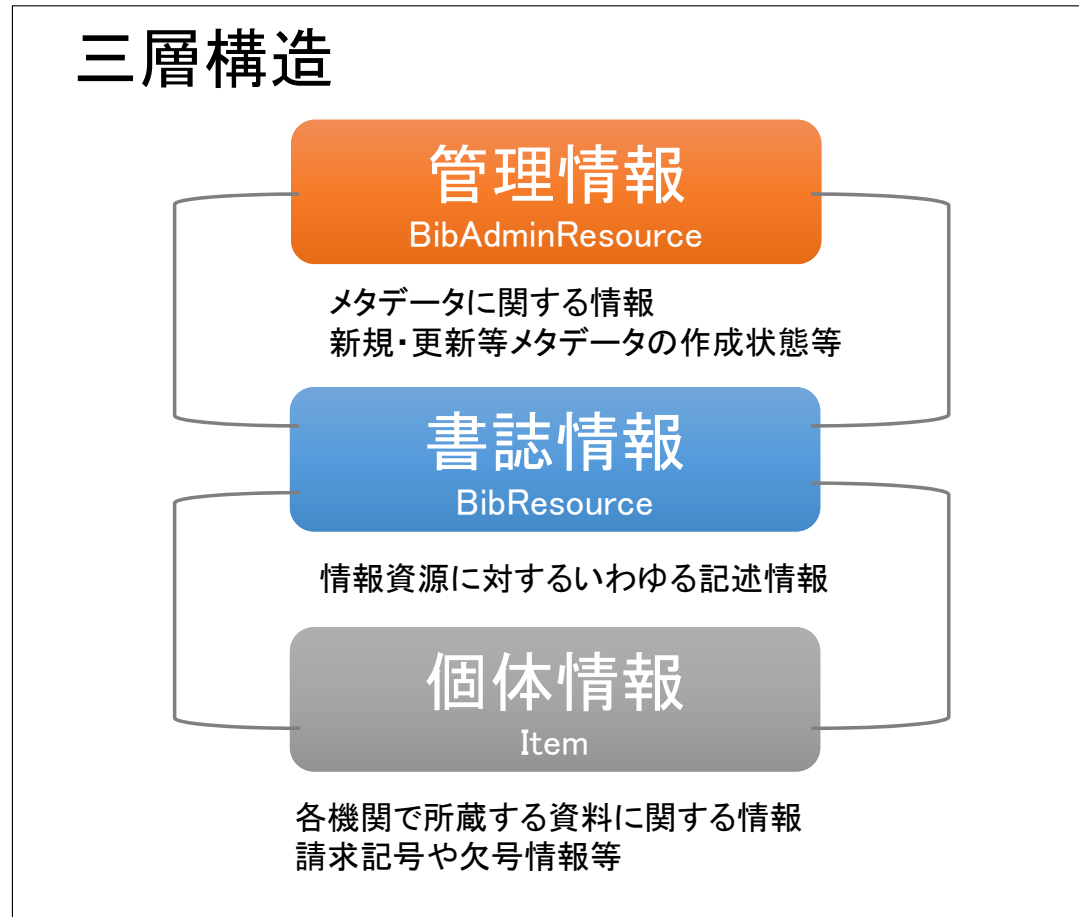 三層構造
管理情報
BibAdminResource
メタデータに関する情報
新規・更新等メタデータの作成状態等
書誌情報
BibResource
情報資源に対するいわゆる記述情報
個体情報
Item
各機関で所蔵する資料に関する情報
請求記号や欠号情報等